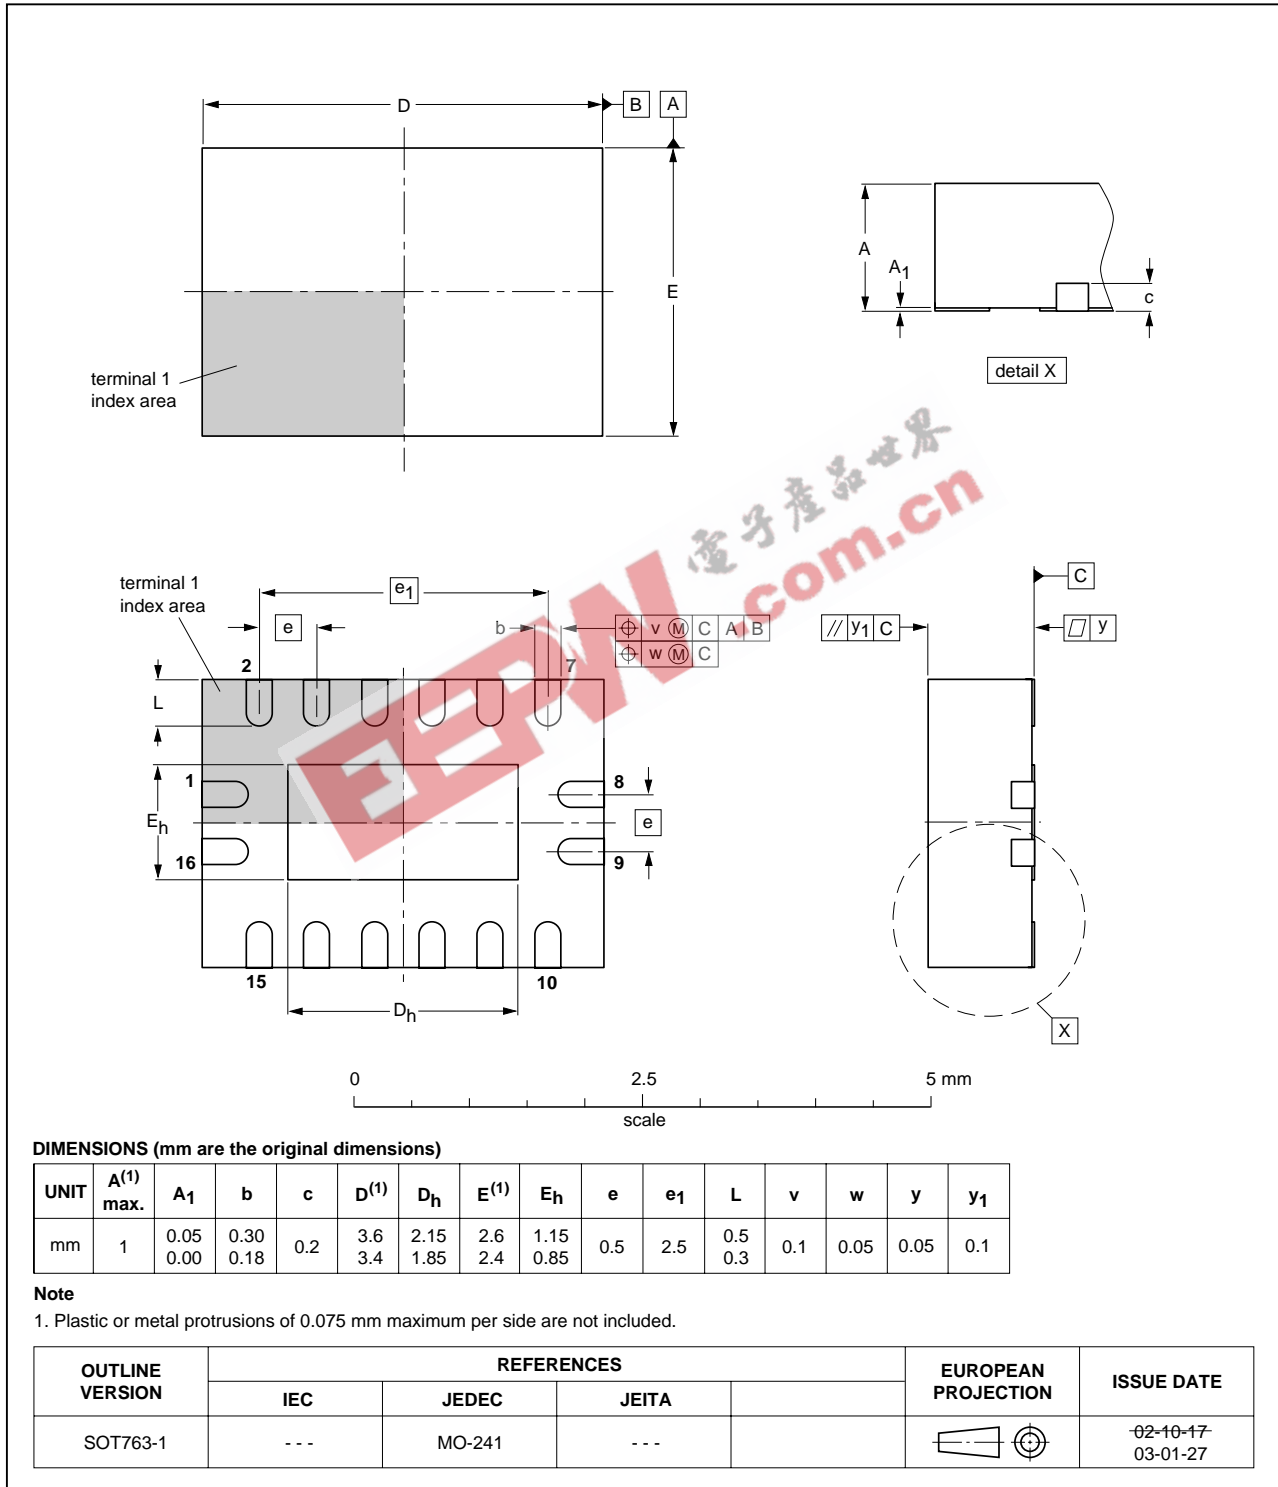 D
B
A
E
terminal 1
index area
A
A1
c
detail X
terminal 1
index area
e1
e
b
⌖ v Ⓜ C A B
⌖ w Ⓜ C
2
7
L
1
Eh
16
8
e
9
15
10
Dh
C
// y1 C
▱ y
X
電子產品世界
EEPW.com.cn
0 2.5 5 mm
scale
DIMENSIONS (mm are the original dimensions)
UNIT A(1) max. A1 b c D(1) Dh E(1) Eh e e1 L v w y y1
mm 1 0.05 0.00 0.30 0.18 0.2 3.6 3.4 2.15 1.85 2.6 2.4 1.15 0.85 0.5 2.5 0.5 0.3 0.1 0.05 0.05 0.1
Note
1. Plastic or metal protrusions of 0.075 mm maximum per side are not included.
OUTLINE VERSION REFERENCES EUROPEAN PROJECTION ISSUE DATE
IEC JEDEC JEITA
SOT763-1 - - - MO-241 - - - 02-10-17
03-01-27